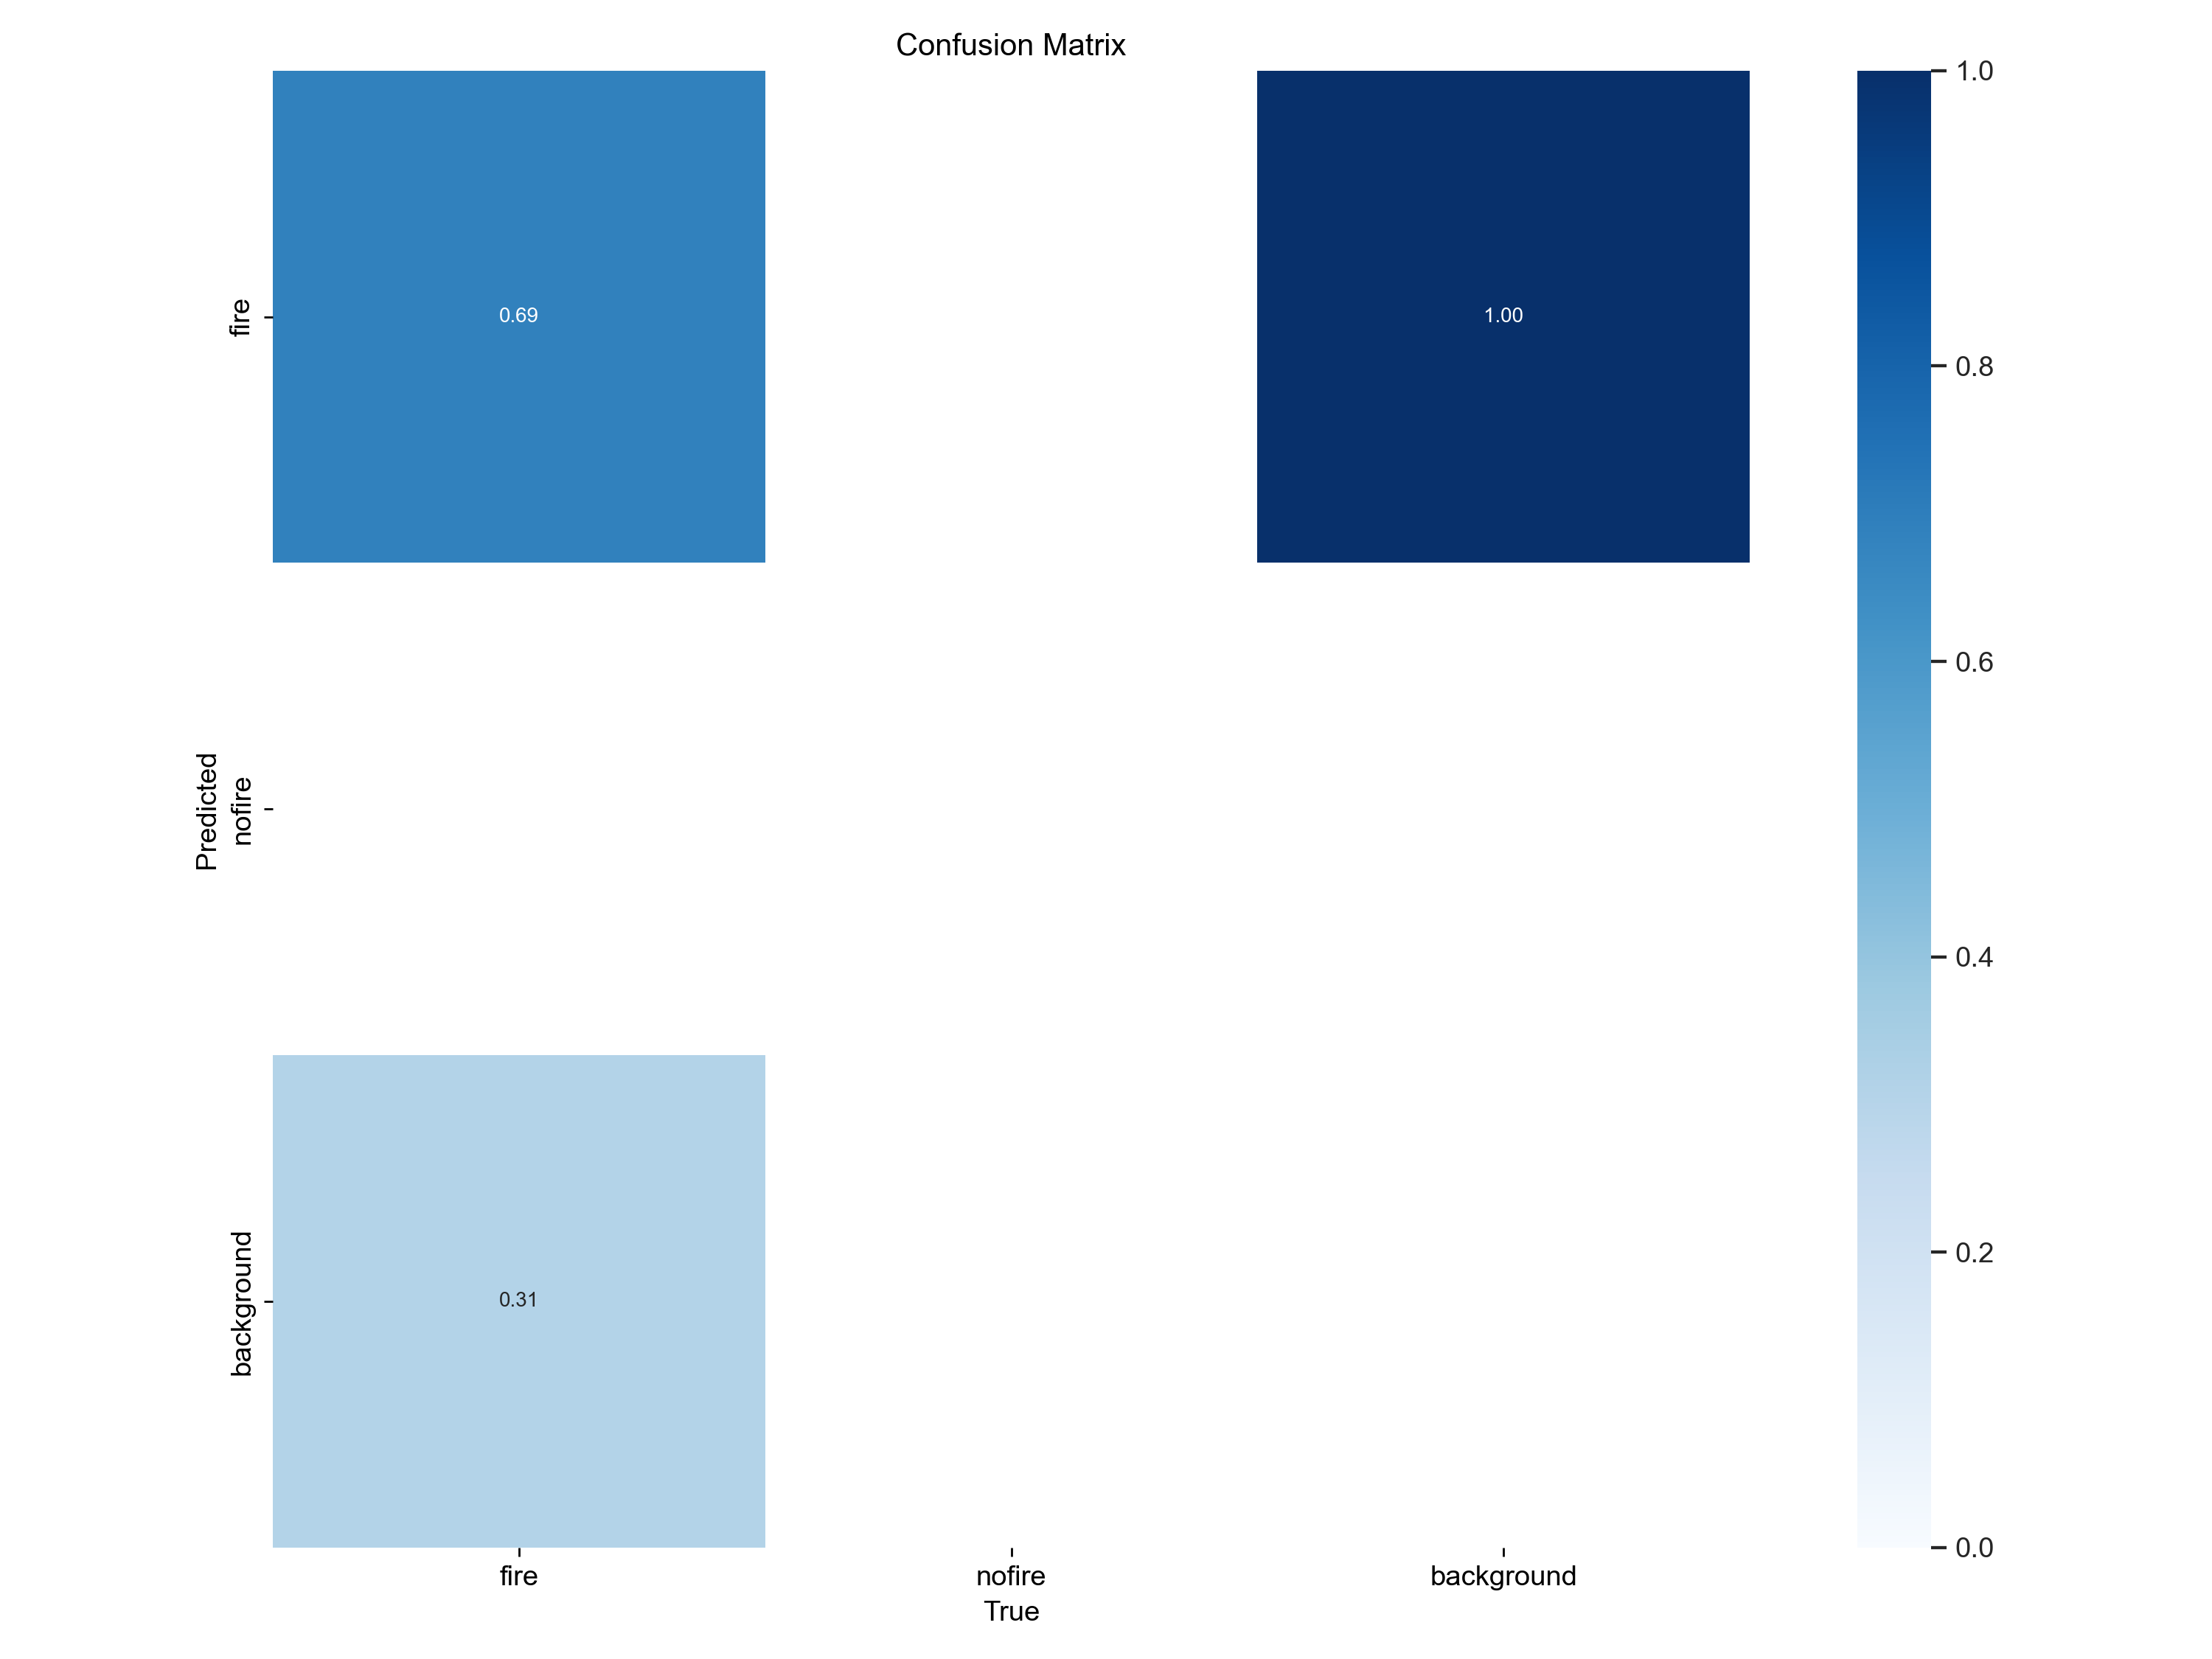 Confusion Matrix
Predicted
fire
nofire
background
0.69
1.00
0.31
fire
nofire
background
True
1.0
0.8
0.6
0.4
0.2
0.0